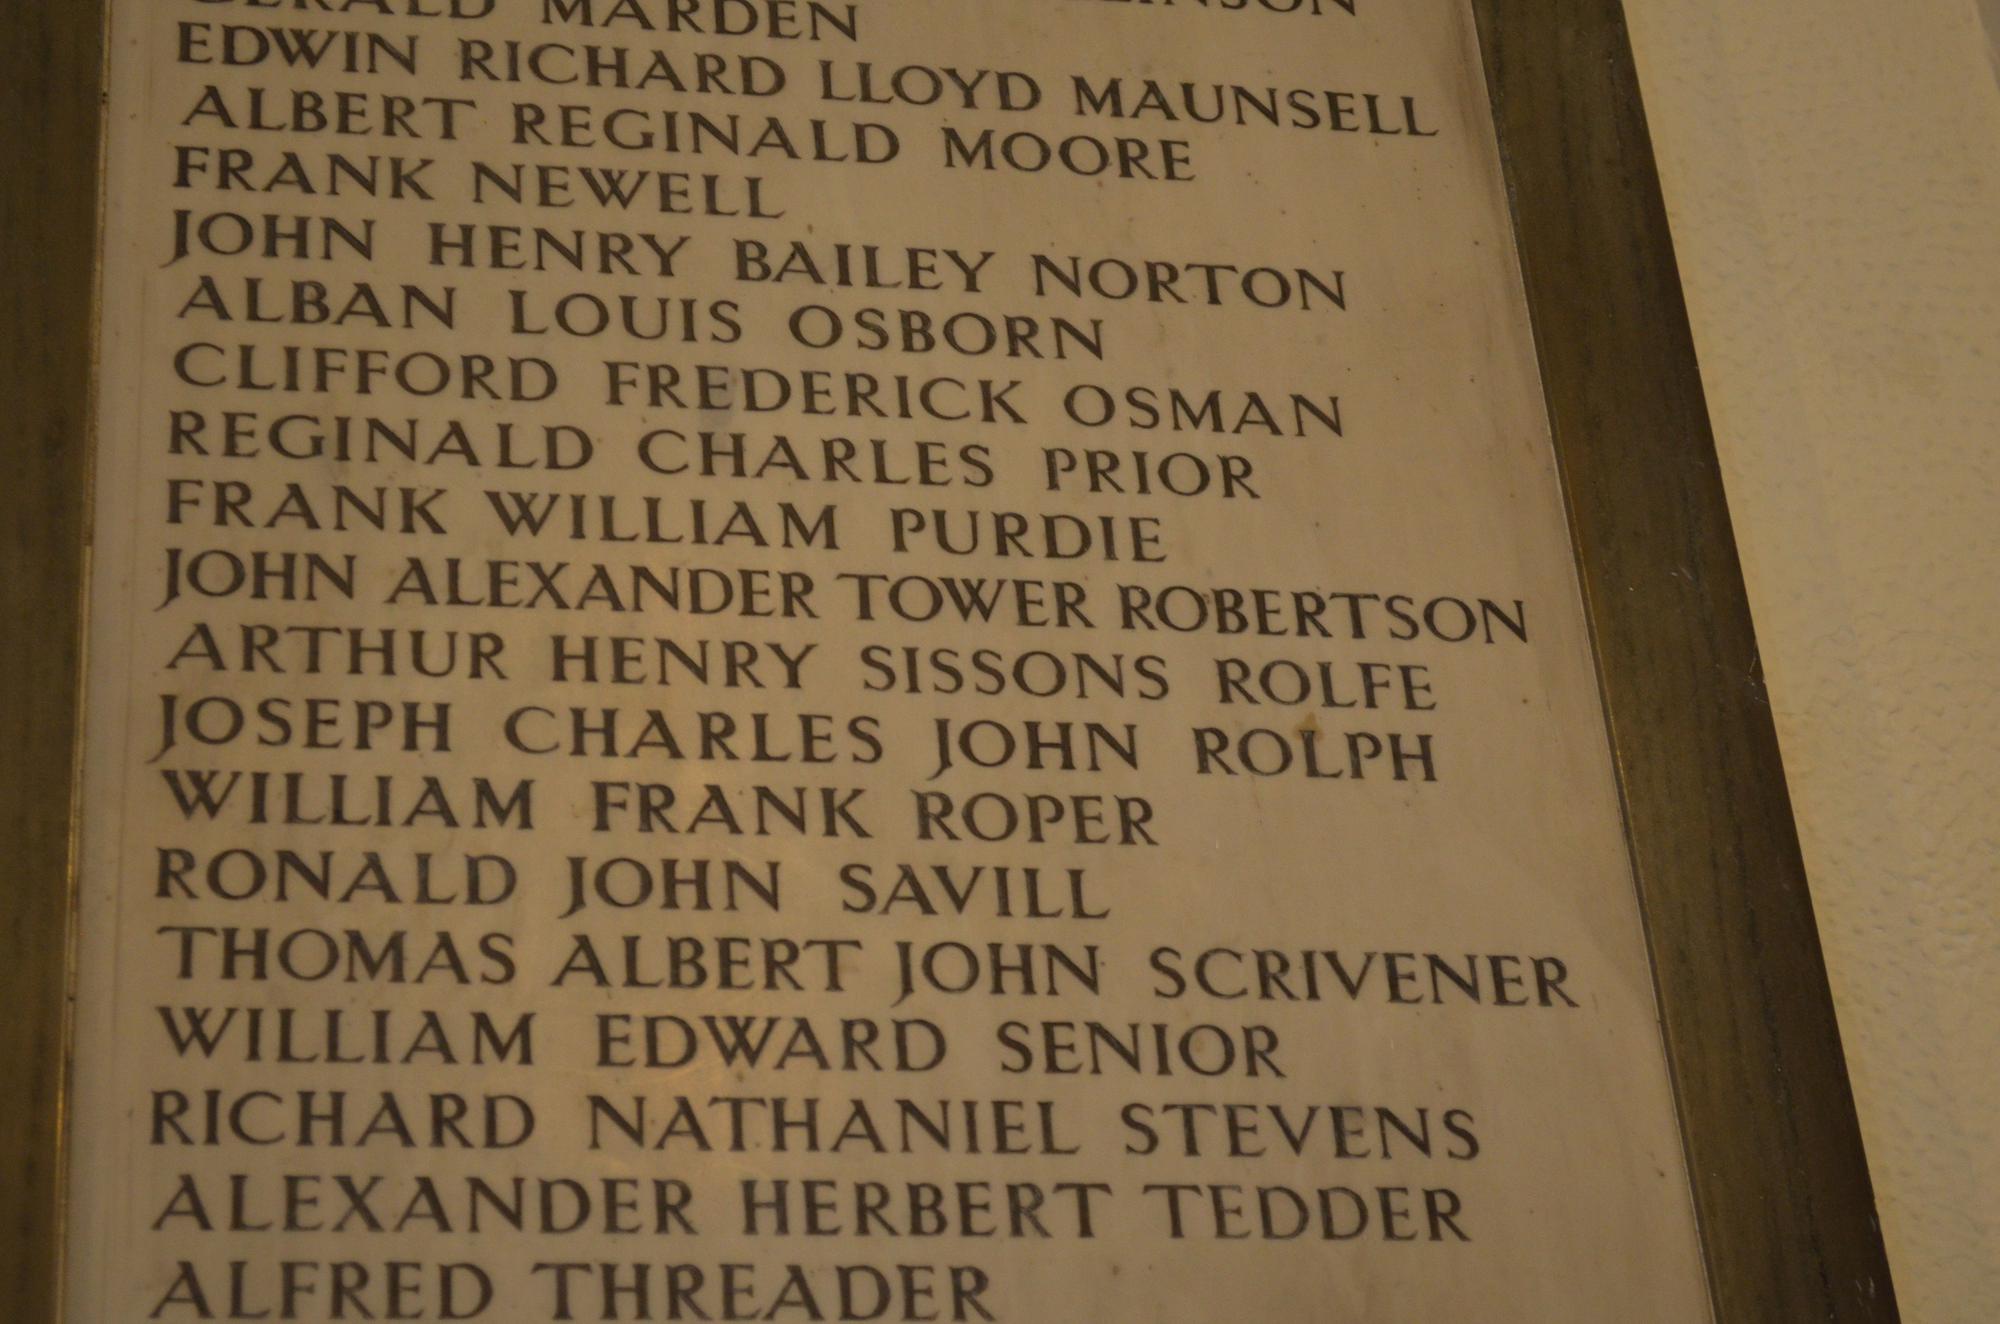 GERALD MARDEN
EDWIN RICHARD LLOYD MAUNSELL
ALBERT REGINALD MOORE
FRANK NEWELL
JOHN HENRY BAILEY NORTON
ALBAN LOUIS OSBORN
CLIFFORD FREDERICK OSMAN
REGINALD CHARLES PRIOR
FRANK WILLIAM PURDIE
JOHN ALEXANDER TOWER ROBERTSON
ARTHUR HENRY SISSONS ROLFE
JOSEPH CHARLES JOHN ROLPH
WILLIAM FRANK ROPER
RONALD JOHN SAVILL
THOMAS ALBERT JOHN SCRIVENER
WILLIAM EDWARD SENIOR
RICHARD NATHANIEL STEVENS
ALEXANDER HERBERT TEDDER
ALFRED THREADER